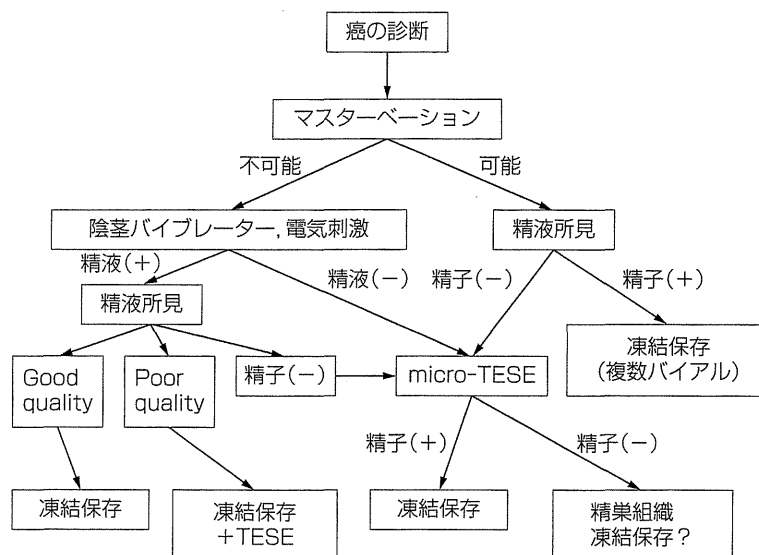 癌の診断
マスターベーション
不可能
可能
陰茎バイブレーター,電気刺激
精液所見
精液(+)
精液(-)
精子(-)
精子(+)
精液所見
凍結保存
(複数バイアル)
Good
quality
Poor
quality
精子(-)
micro-TESE
精子(+)
精子(-)
凍結保存
凍結保存
+TESE
凍結保存
精巣組織
凍結保存?